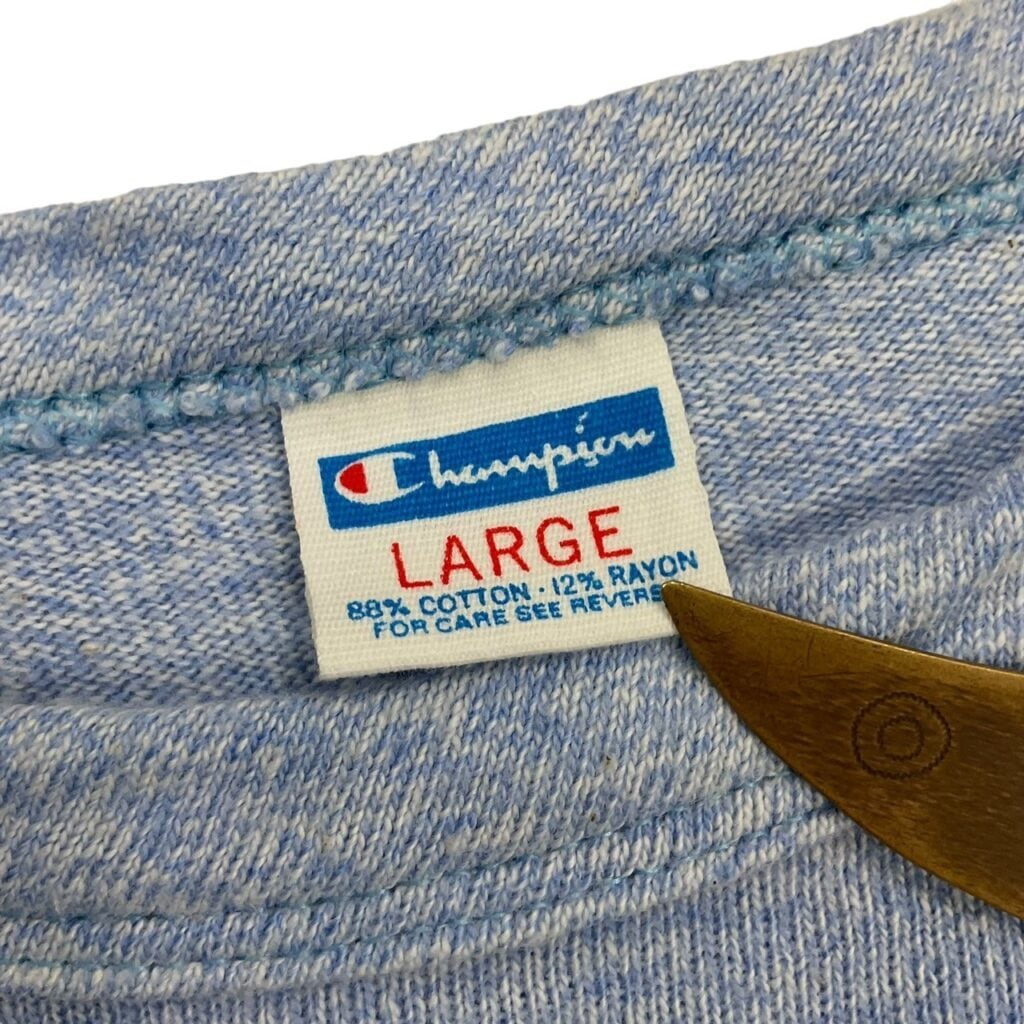 Champion
LARGE
88% COTTON · 12% RAYON
FOR CARE SEE REVERS